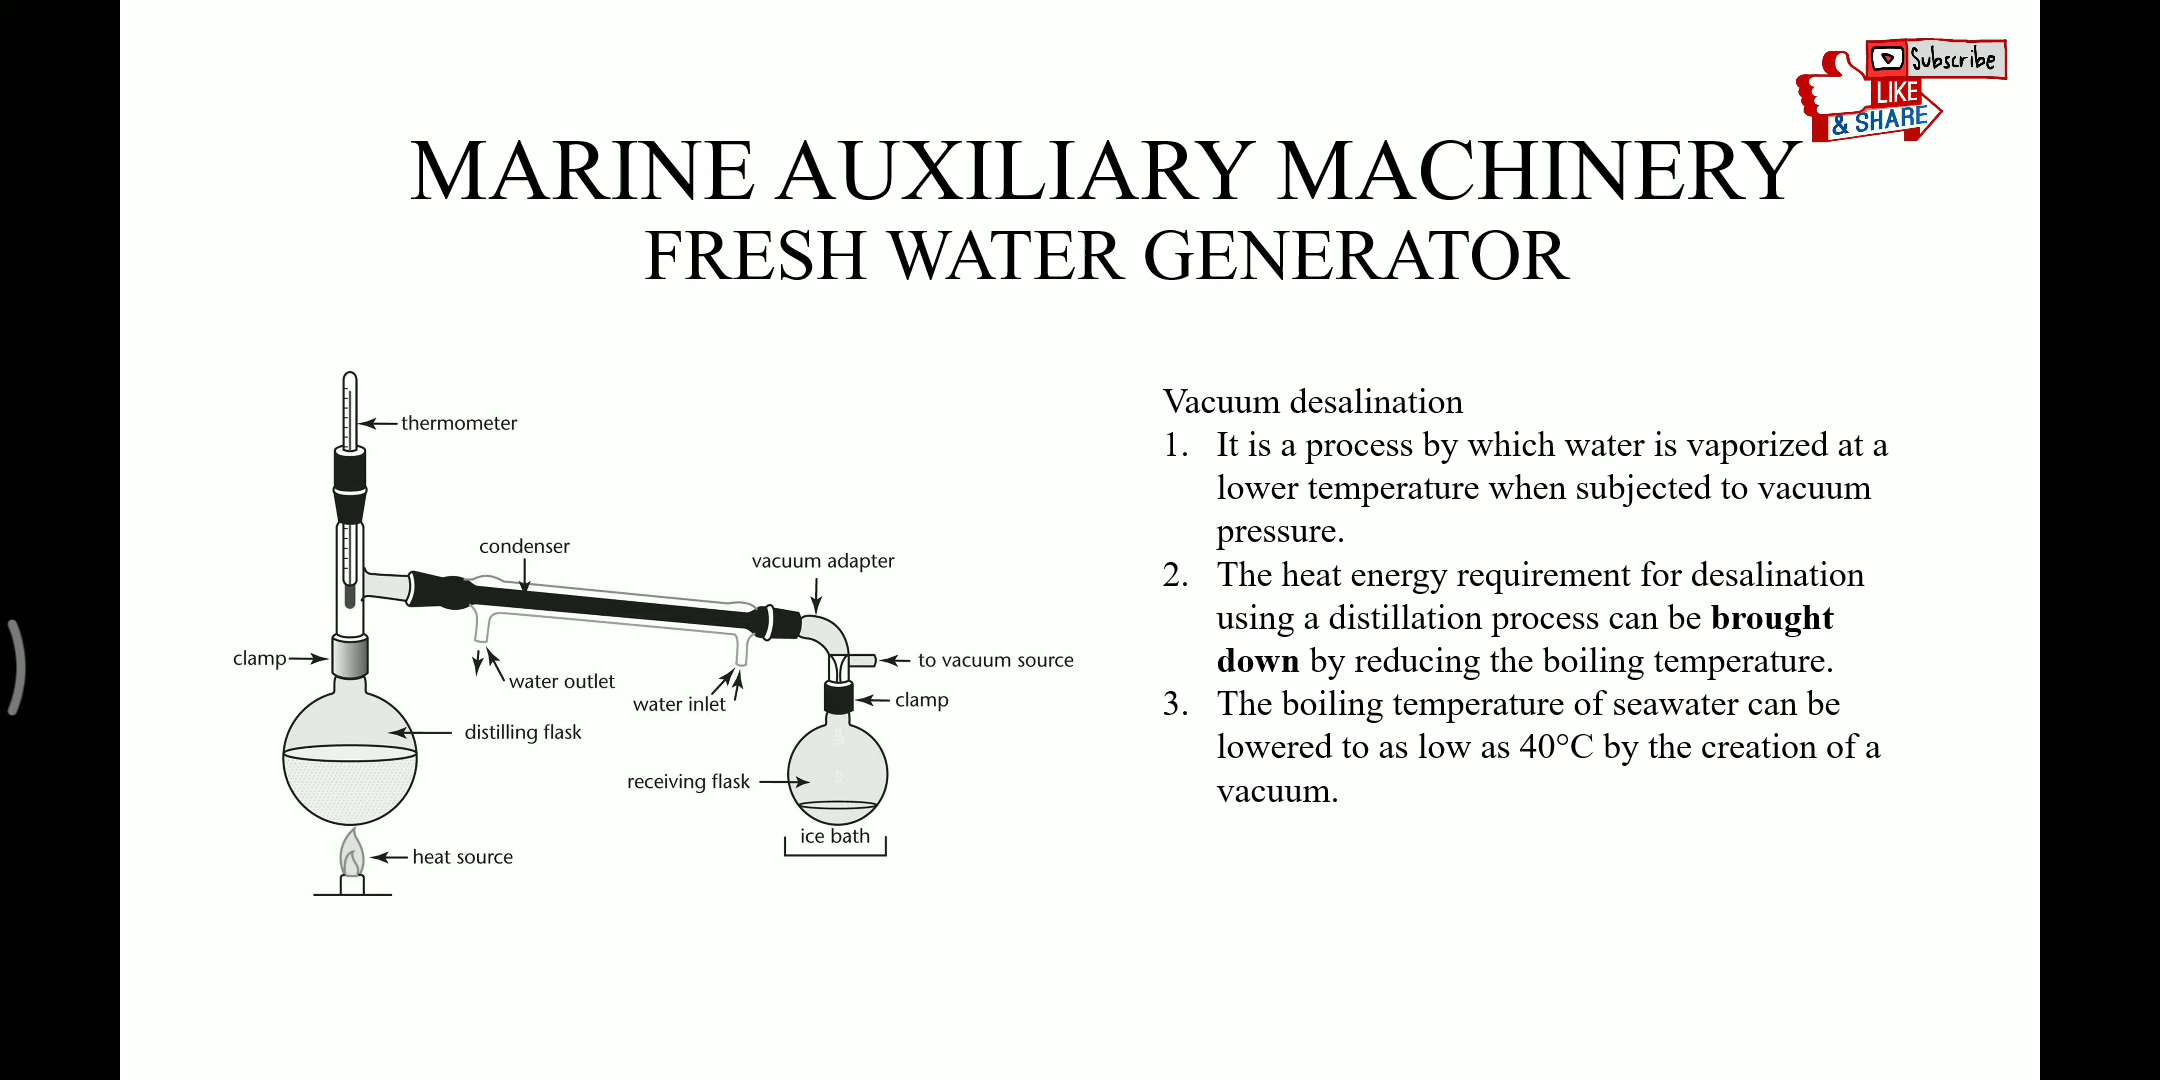 Subscribe
LIKE
& SHARE
MARINE AUXILIARY MACHINERY
FRESH WATER GENERATOR
thermometer
condenser
vacuum adapter
clamp
water outlet
water inlet
to vacuum source
clamp
distilling flask
receiving flask
ice bath
heat source
Vacuum desalination
1. It is a process by which water is vaporized at a
lower temperature when subjected to vacuum
pressure.
2. The heat energy requirement for desalination
using a distillation process can be brought
down by reducing the boiling temperature.
3. The boiling temperature of seawater can be
lowered to as low as 40°C by the creation of a
vacuum.